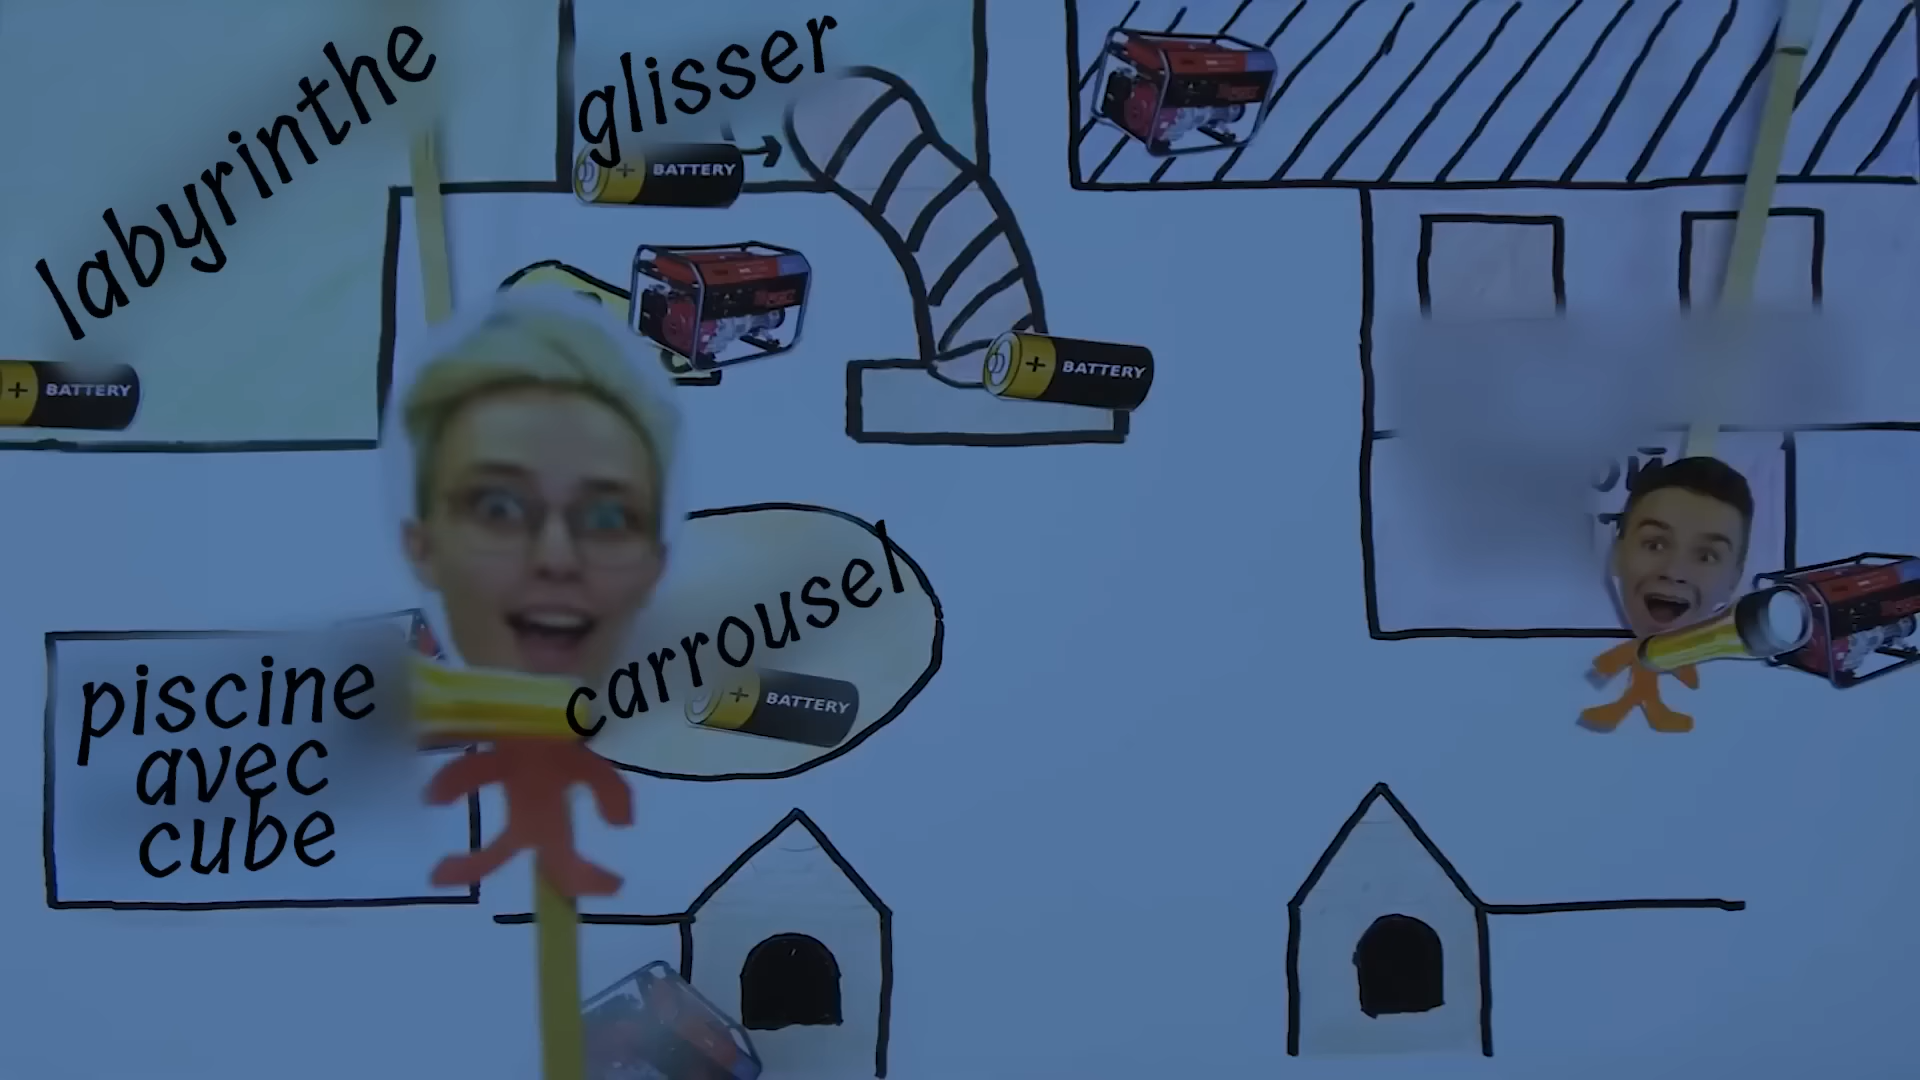 labyrinthe
glisser
BATTERY
BATTERY
BATTERY
carrousel
piscine
avec
cube
BATTERY